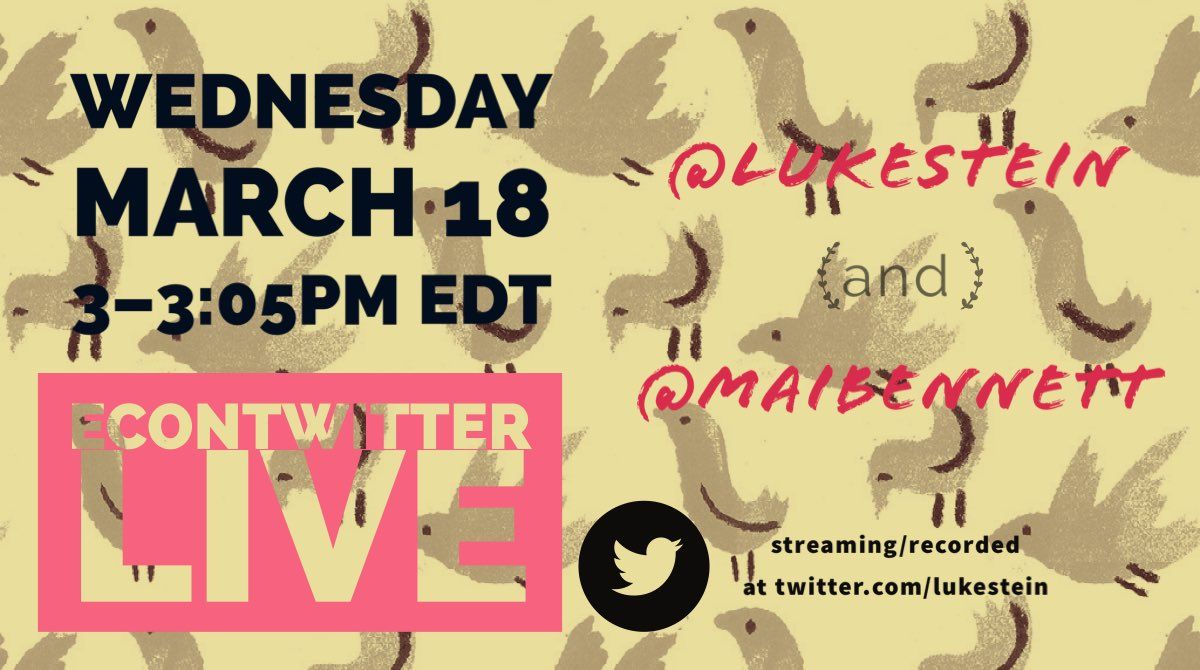 WEDNESDAY
MARCH 18
3–3:05PM EDT
ECONTWITTER
LIVE
@LUKESTEIN
(and)
@MAIBENNETT
streaming/recorded
at twitter.com/lukestein